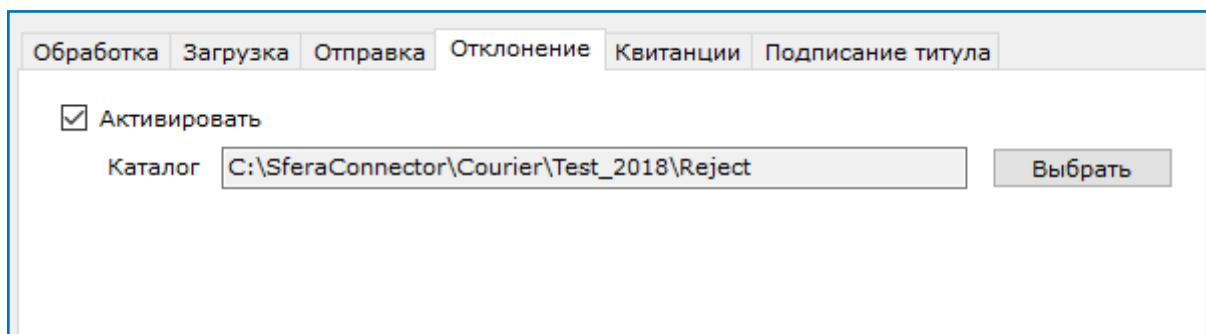 Обработка Загрузка Отправка Отклонение Квитанции Подписание титула
Активировать
Каталог C:\SferaConnector\Courier\Test_2018\Reject Выбрать